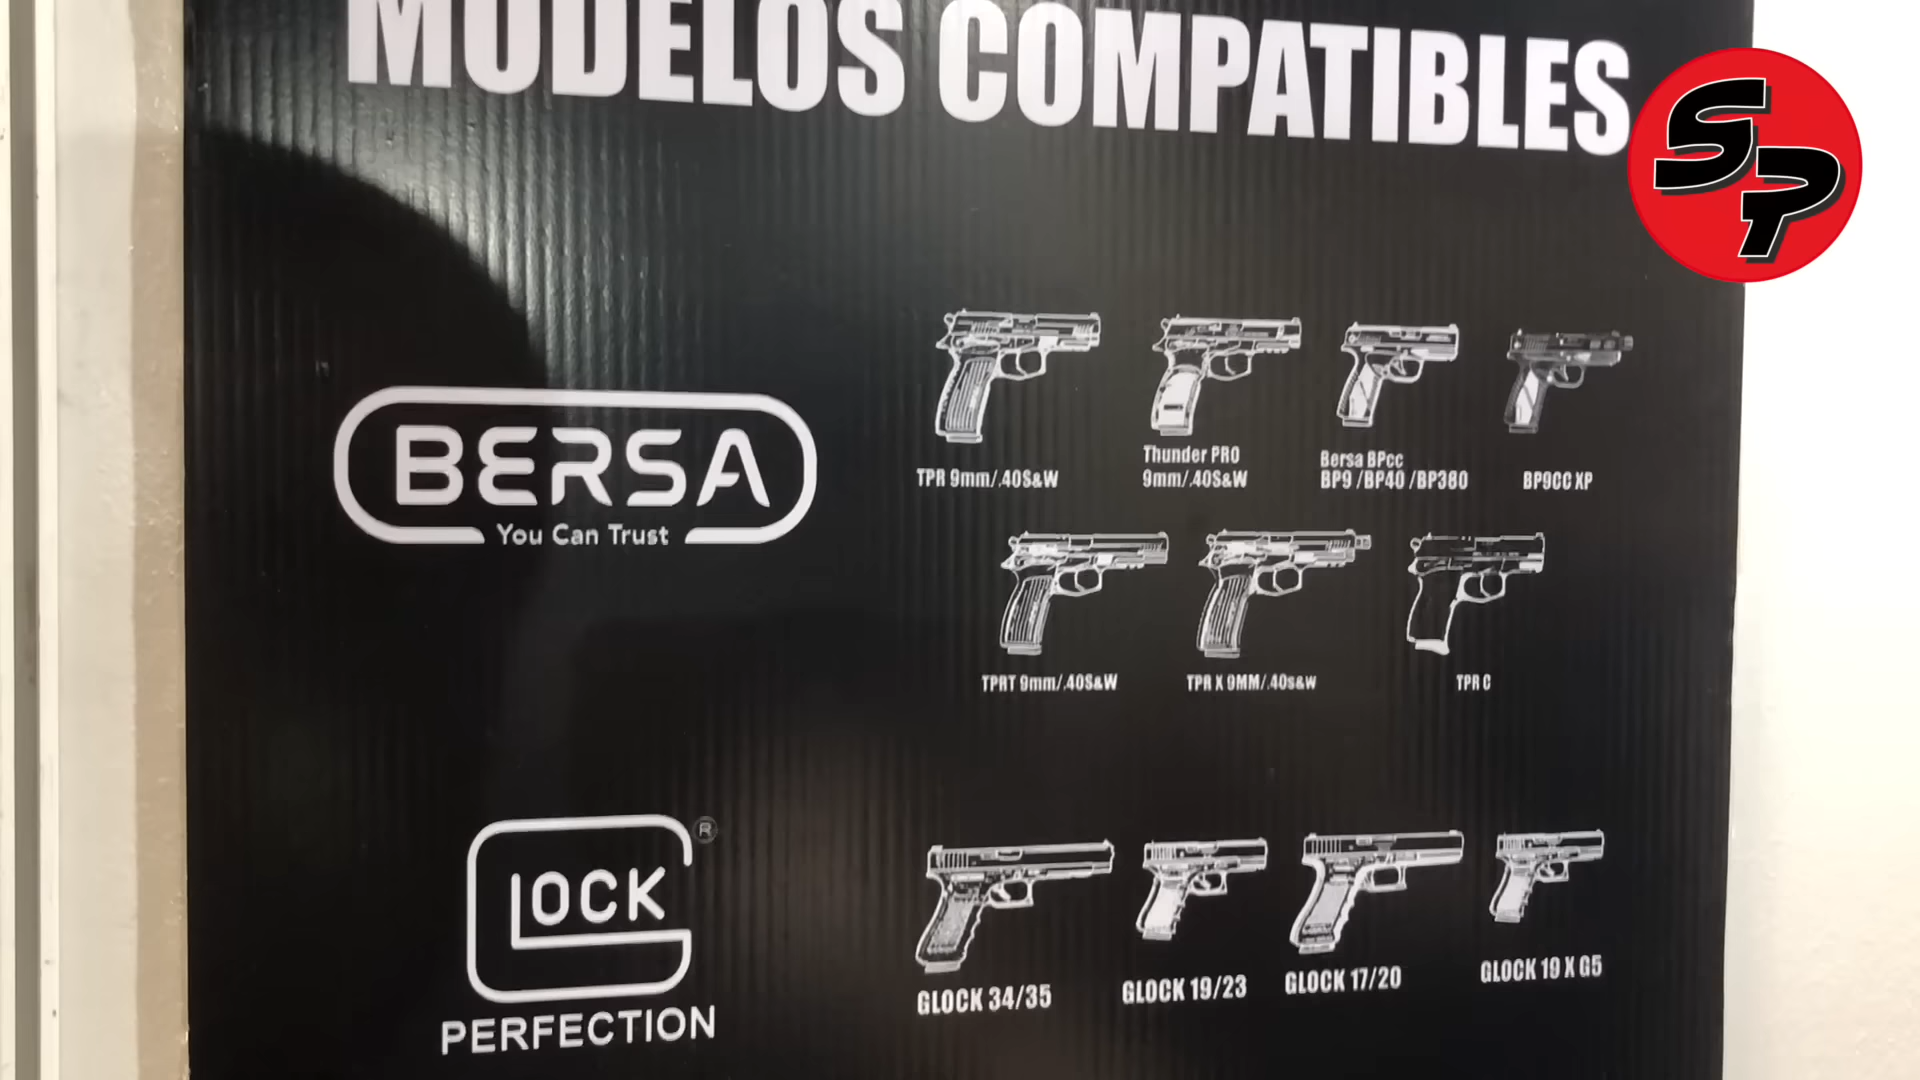 MODELOS COMPATIBLES
SP
BERSA
You Can Trust
TPR 9mm/.40S&W
Thunder PRO
9mm/.40S&W
Bersa BPcc
BP9 /BP40 /BP380
BP9CC XP
TPRT 9mm/.40S&W
TPR X 9MM/.40s&w
TPR C
GLOCK
®
PERFECTION
GLOCK 34/35
GLOCK 19/23
GLOCK 17/20
GLOCK 19 X G5